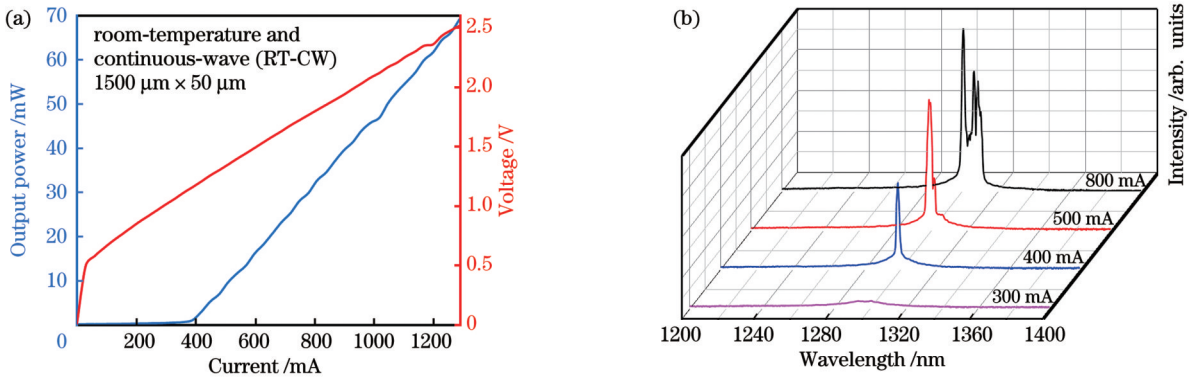 (a)
70
60
50
40
30
20
10
0
Output power /mW
room-temperature and
continuous-wave (RT-CW)
1500 μm × 50 μm
2.5
2.0
1.5
1.0
0.5
0
Voltage /V
200 400 600 800 1000 1200
Current /mA
(b)
Intensity /arb. units
800 mA
500 mA
400 mA
300 mA
1200 1240 1280 1320 1360 1400
Wavelength /nm